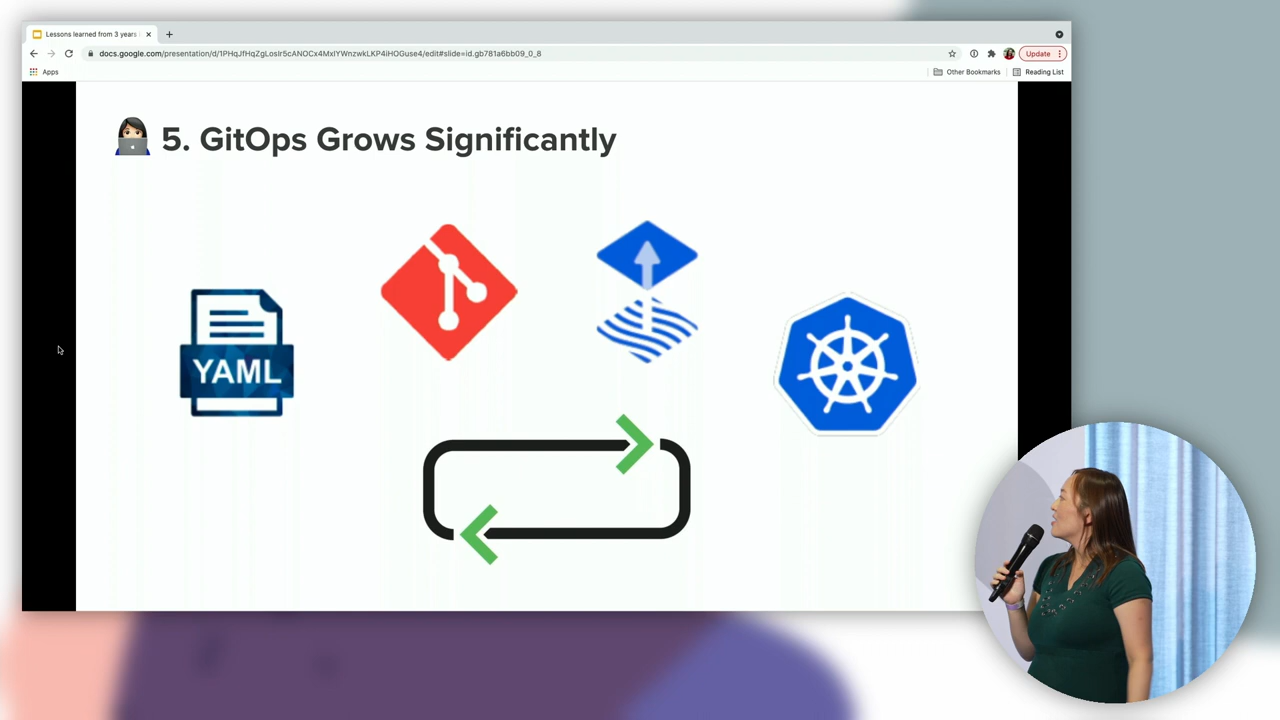 Lessons learned from 3 years
docs.google.com/presentation/d/1PHqJfHqZgLosIr5cANOCx4MxIYWnzwkLKP4iHOGuse4/edit#slide=id.gb781a6bb09_0_8
Update
Apps
Other Bookmarks
Reading List
5. GitOps Grows Significantly
YAML